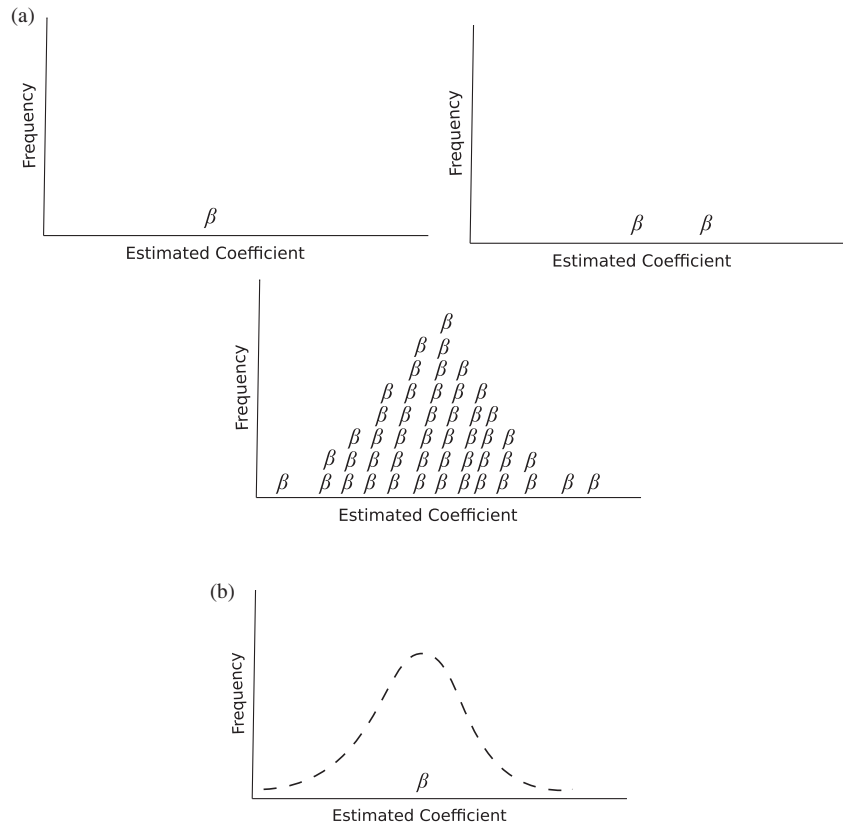 (a)
Frequency
β
Estimated Coefficient
Frequency
β β
Estimated Coefficient
Frequency
β
β β
β β β
β β β β β
β β β β β β
β β β β β β β β
β β β β β β β β β β
β β β β β β β β β β β β β
Estimated Coefficient
(b)
Frequency
β
Estimated Coefficient